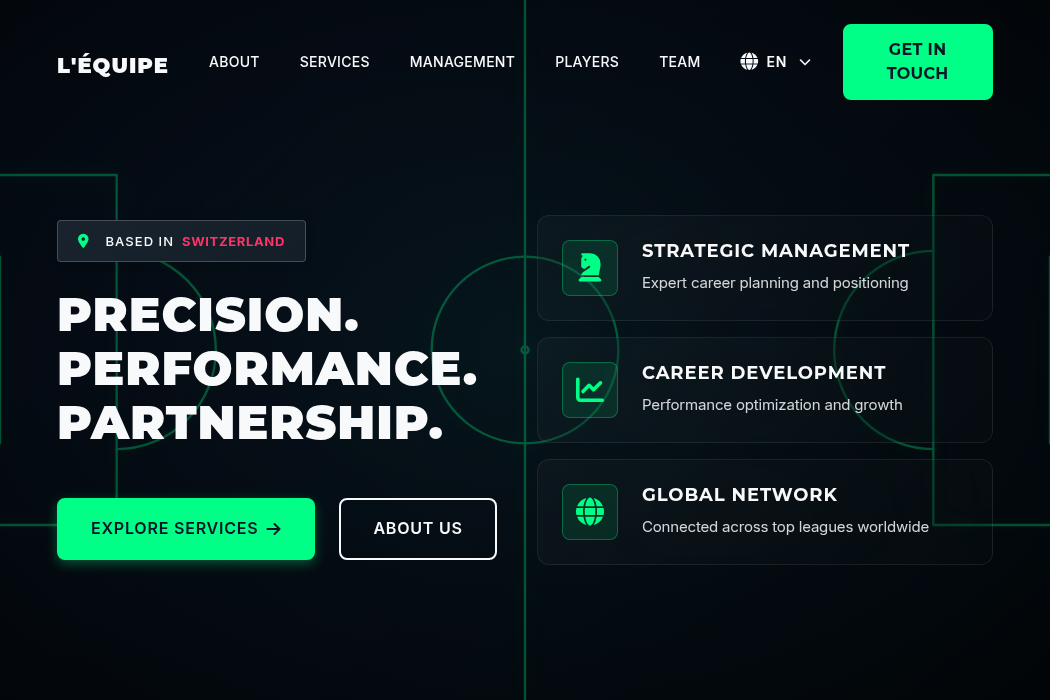 L'ÉQUIPE
ABOUT
SERVICES
MANAGEMENT
PLAYERS
TEAM
EN
GET IN
TOUCH
BASED IN SWITZERLAND
PRECISION.
PERFORMANCE.
PARTNERSHIP.
EXPLORE SERVICES →
ABOUT US
STRATEGIC MANAGEMENT
Expert career planning and positioning
CAREER DEVELOPMENT
Performance optimization and growth
GLOBAL NETWORK
Connected across top leagues worldwide